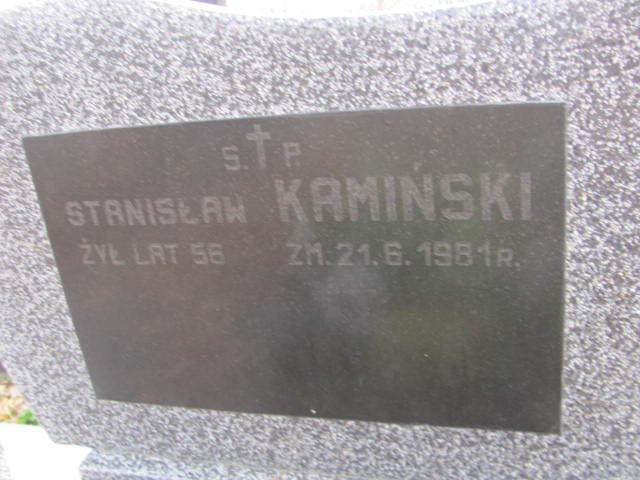 S. † P.
STANISŁAW KAMIŃSKI
ŻYŁ LAT 56 ZM. 21.6.1981 R.